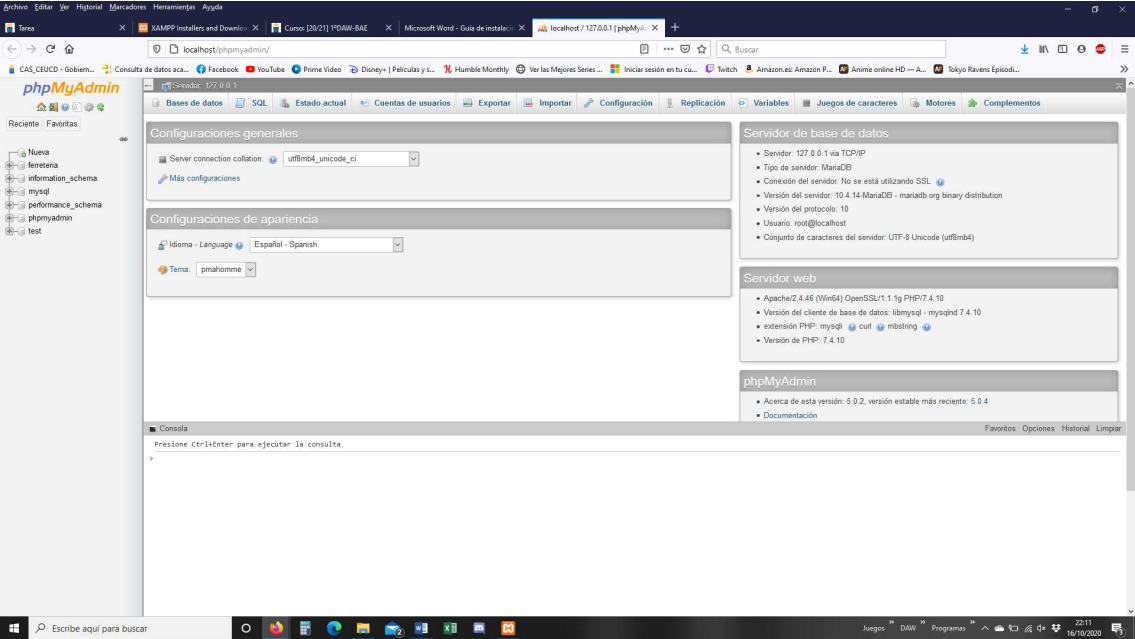 Archivo Editar Ver Historial Marcadores Herramientas Ayuda
Tarea
XAMPP Installers and Downloa
Curso: [20/21] 1ºDAW-BAE
Microsoft Word - Guia de instalació
localhost / 127.0.0.1 | phpMyAd
localhost/phpmyadmin/
Buscar
CAS_CEUCD - Gobiern... Consulta de datos aca... Facebook YouTube Prime Video Disney+ | Películas y s... Humble Monthly Ver las Mejores Series ... Iniciar sesión en tu cu... Twitch Amazon.es: Amazon P... Anime online HD — A... Tokyo Ravens Episodi...
phpMyAdmin
Reciente Favoritas
Nueva
ferreteria
information_schema
mysql
performance_schema
phpmyadmin
test
Servidor: 127.0.0.1
Bases de datos SQL Estado actual Cuentas de usuarios Exportar Importar Configuración Replicación Variables Juegos de caracteres Motores Complementos
Configuraciones generales
Server connection collation: utf8mb4_unicode_ci
Más configuraciones
Configuraciones de apariencia
Idioma - Language Español - Spanish
Tema: pmahomme
Servidor de base de datos
• Servidor: 127.0.0.1 via TCP/IP
• Tipo de servidor: MariaDB
• Conexión del servidor: No se está utilizando SSL
• Versión del servidor: 10.4.14-MariaDB - mariadb.org binary distribution
• Versión del protocolo: 10
• Usuario: root@localhost
• Conjunto de caracteres del servidor: UTF-8 Unicode (utf8mb4)
Servidor web
• Apache/2.4.46 (Win64) OpenSSL/1.1.1g PHP/7.4.10
• Versión del cliente de base de datos: libmysql - mysqlnd 7.4.10
• extensión PHP: mysqli curl mbstring
• Versión de PHP: 7.4.10
phpMyAdmin
• Acerca de esta versión: 5.0.2, versión estable más reciente: 5.0.4
• Documentación
Consola
Favoritos Opciones Historial Limpiar
Presione Ctrl+Enter para ejecutar la consulta
>
Escribe aquí para buscar
Juegos DAW Programas
22:11
16/10/2020